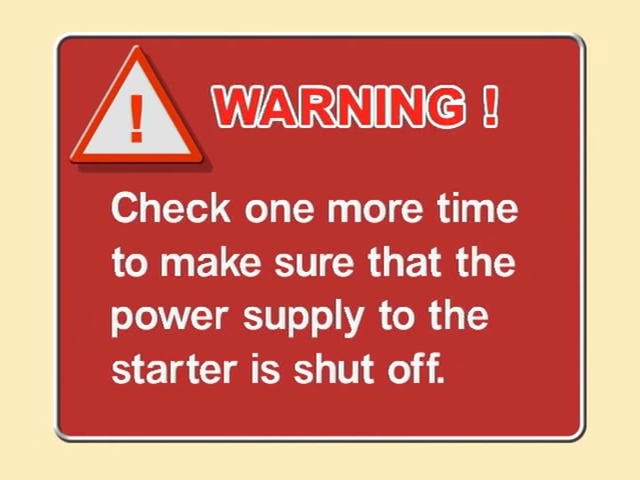 !
WARNING !
Check one more time
to make sure that the
power supply to the
starter is shut off.